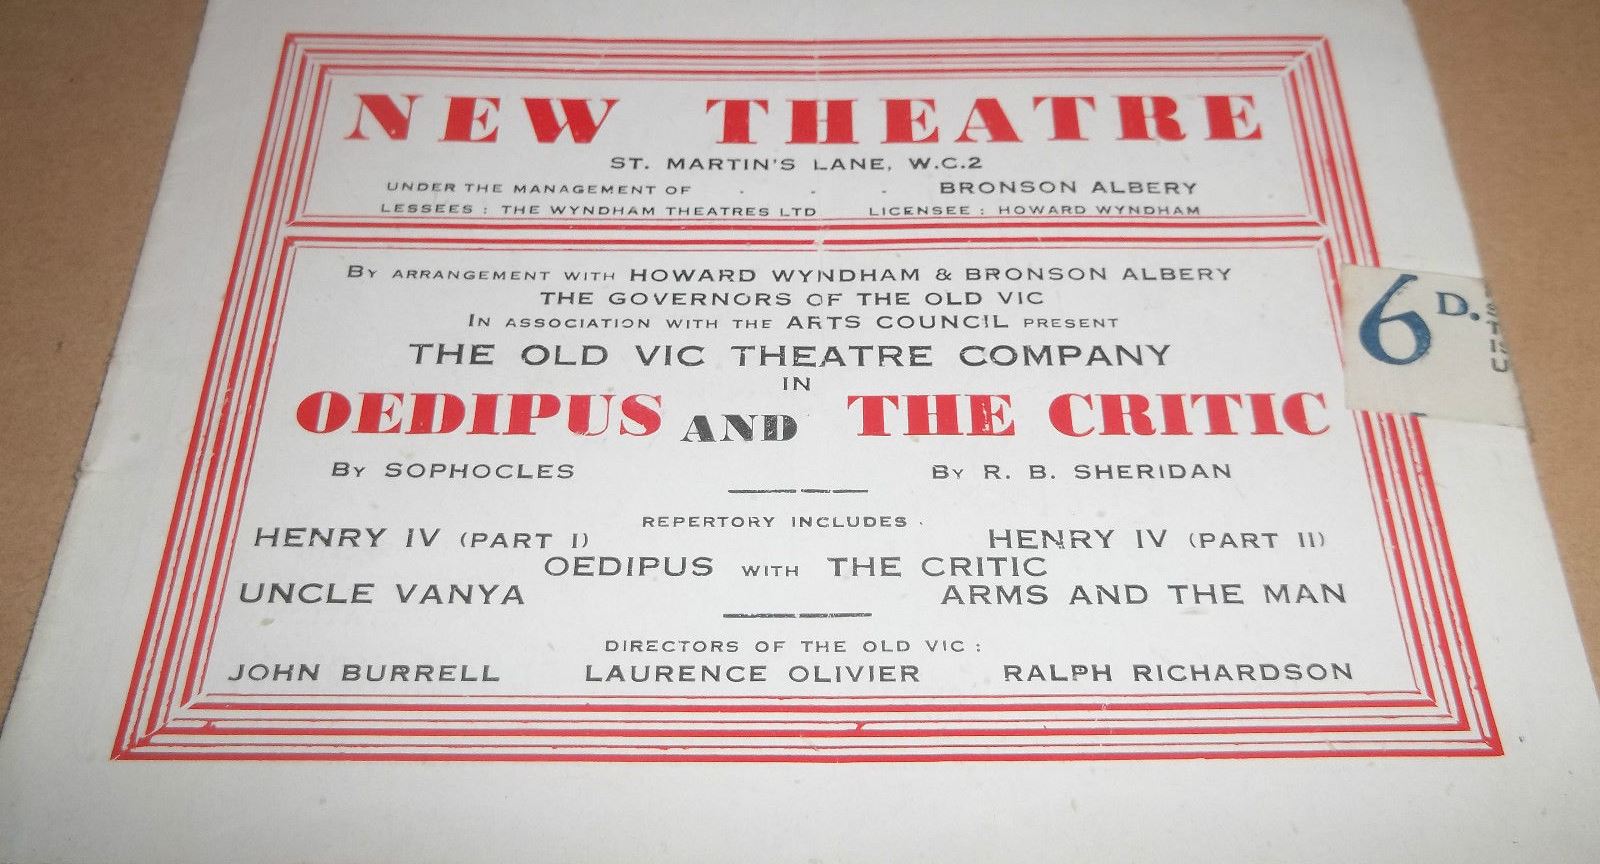 NEW THEATRE
ST. MARTIN'S LANE, W.C.2
UNDER THE MANAGEMENT OF . . . BRONSON ALBERY
LESSEES : THE WYNDHAM THEATRES LTD LICENSEE : HOWARD WYNDHAM
BY ARRANGEMENT WITH HOWARD WYNDHAM & BRONSON ALBERY
THE GOVERNORS OF THE OLD VIC
IN ASSOCIATION WITH THE ARTS COUNCIL PRESENT
THE OLD VIC THEATRE COMPANY
IN
OEDIPUS AND THE CRITIC
BY SOPHOCLES BY R. B. SHERIDAN
REPERTORY INCLUDES
HENRY IV (PART I) HENRY IV (PART II)
OEDIPUS WITH THE CRITIC
UNCLE VANYA ARMS AND THE MAN
DIRECTORS OF THE OLD VIC :
JOHN BURRELL LAURENCE OLIVIER RALPH RICHARDSON
6D.